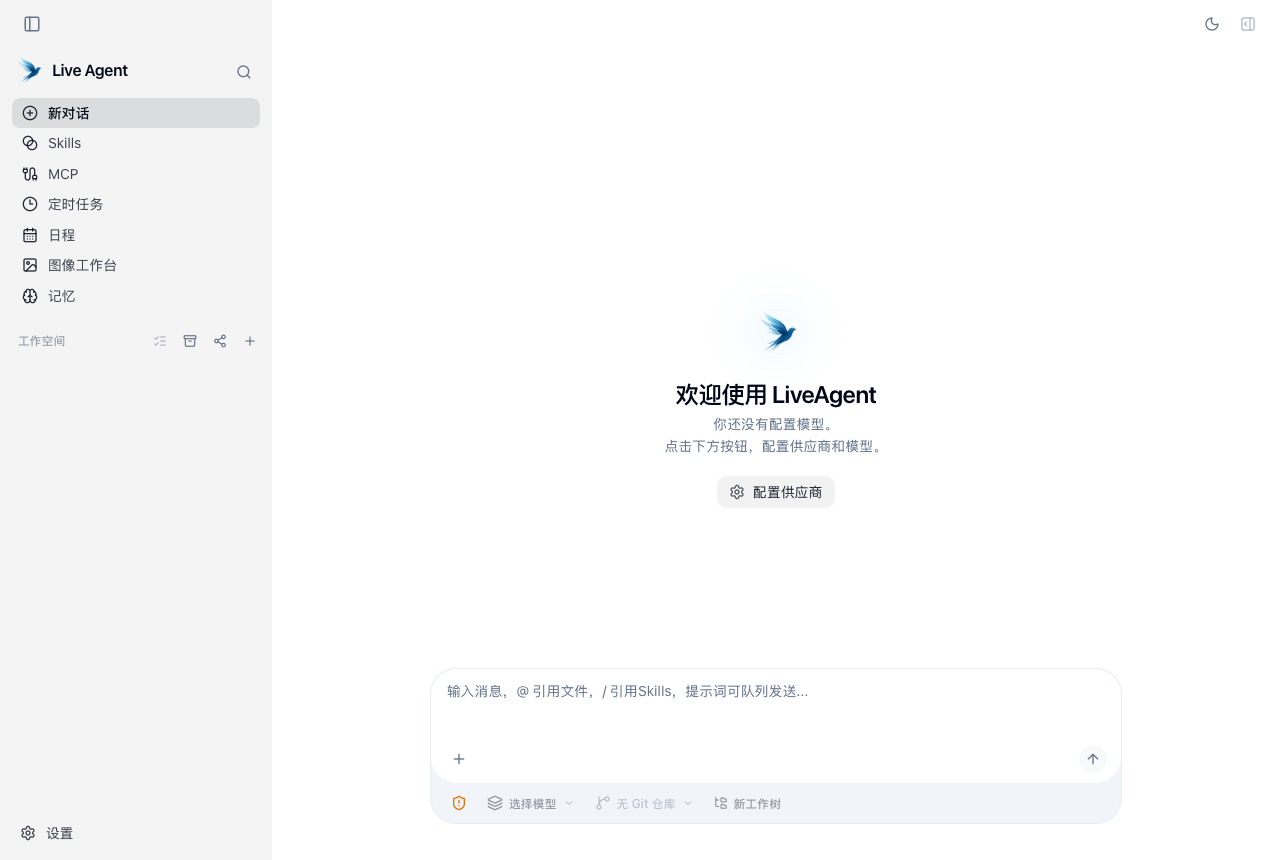 Live Agent
新对话
Skills
MCP
定时任务
日程
图像工作台
记忆
工作空间
设置
欢迎使用 LiveAgent
你还没有配置模型。
点击下方按钮，配置供应商和模型。
配置供应商
输入消息，@ 引用文件，/ 引用Skills，提示词可队列发送...
选择模型
无 Git 仓库
新工作树